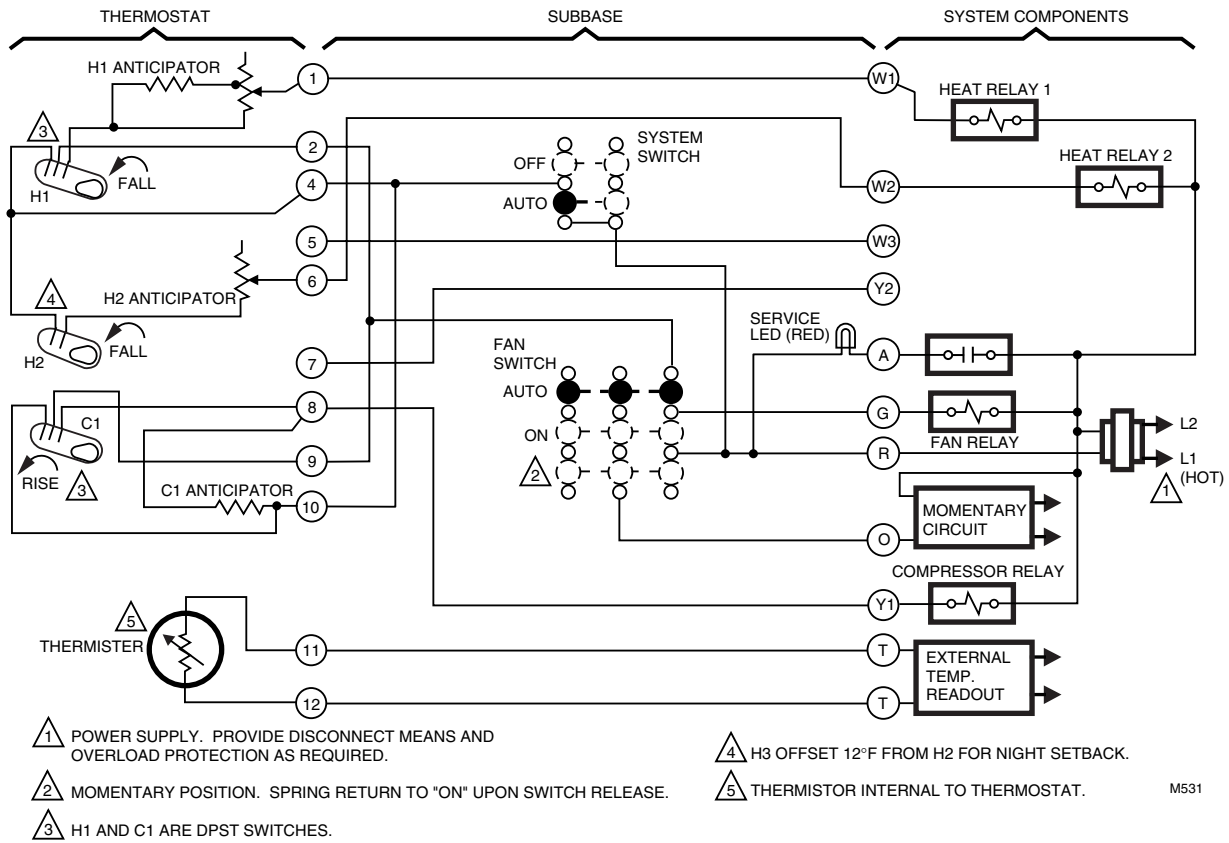 THERMOSTAT
SUBBASE
SYSTEM COMPONENTS
H1 ANTICIPATOR
1
W1
HEAT RELAY 1
3
2
SYSTEM
SWITCH
OFF
HEAT RELAY 2
FALL
H1
4
W2
AUTO
5
W3
6
H2 ANTICIPATOR
4
Y2
SERVICE
LED (RED)
FALL
H2
FAN
SWITCH
7
A
AUTO
8
C1
G
L2
ON
FAN RELAY
9
R
L1
(HOT)
RISE
3
2
1
C1 ANTICIPATOR
10
MOMENTARY
CIRCUIT
O
COMPRESSOR RELAY
Y1
5
THERMISTER
11
T
EXTERNAL
TEMP.
READOUT
12
T
1 POWER SUPPLY. PROVIDE DISCONNECT MEANS AND
OVERLOAD PROTECTION AS REQUIRED.
2 MOMENTARY POSITION. SPRING RETURN TO "ON" UPON SWITCH RELEASE.
3 H1 AND C1 ARE DPST SWITCHES.
4 H3 OFFSET 12°F FROM H2 FOR NIGHT SETBACK.
5 THERMISTOR INTERNAL TO THERMOSTAT.
M531